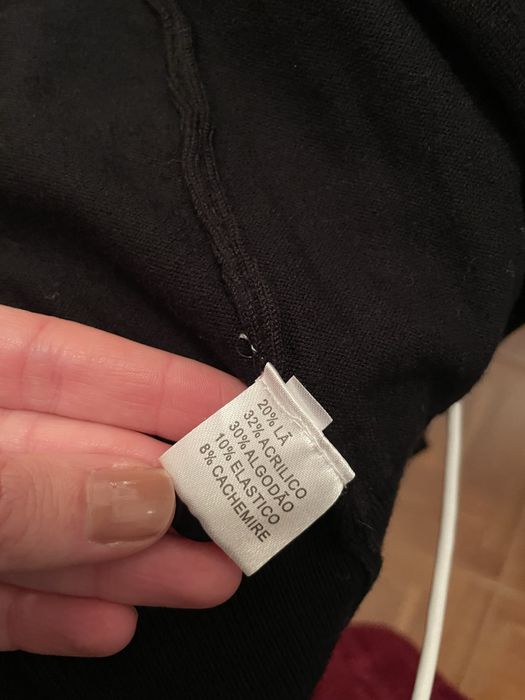 20% LÃ
32% ACRILICO
30% ALGODÃO
10% ELASTICO
8% CACHEMIRE